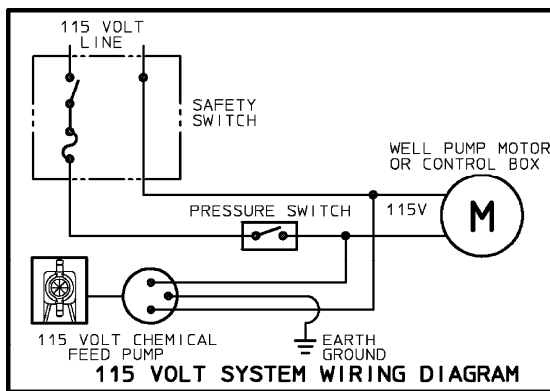 115 VOLT
LINE
SAFETY
SWITCH
WELL PUMP MOTOR
OR CONTROL BOX
PRESSURE SWITCH
115V
M
115 VOLT CHEMICAL
FEED PUMP
EARTH
GROUND
115 VOLT SYSTEM WIRING DIAGRAM